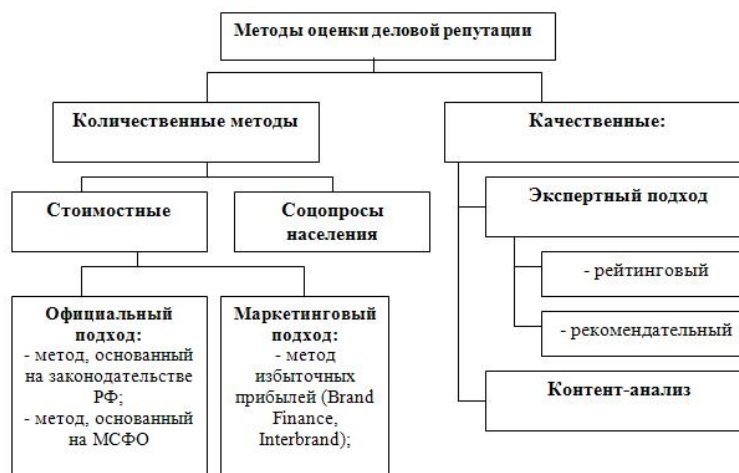 Методы оценки деловой репутации
Количественные методы
Качественные:
Стоимостные
Соцопросы
населения
Экспертный подход
- рейтинговый
- рекомендательный
Контент-анализ
Официальный
подход:
- метод, основанный
на законодательстве
РФ;
- метод, основанный
на МСФО
Маркетинговый
подход:
- метод
избыточных
прибылей (Brand
Finance,
Interbrand);